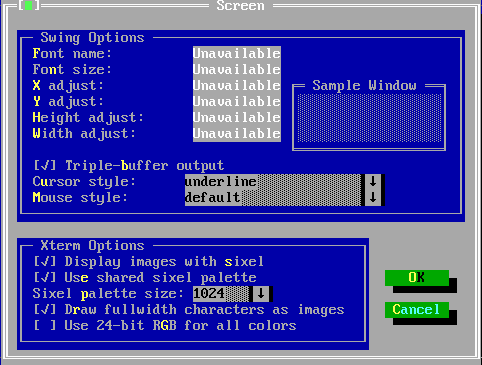 Screen
Swing Options
Font name: Unavailable
Font size: Unavailable
X adjust: Unavailable
Y adjust: Unavailable
Height adjust: Unavailable
Width adjust: Unavailable
Sample Window
[√] Triple-buffer output
Cursor style: underline ↓
Mouse style: default ↓
Xterm Options
[√] Display images with sixel
[√] Use shared sixel palette
Sixel palette size: 1024 ↓
[√] Draw fullwidth characters as images
[ ] Use 24-bit RGB for all colors
OK
Cancel